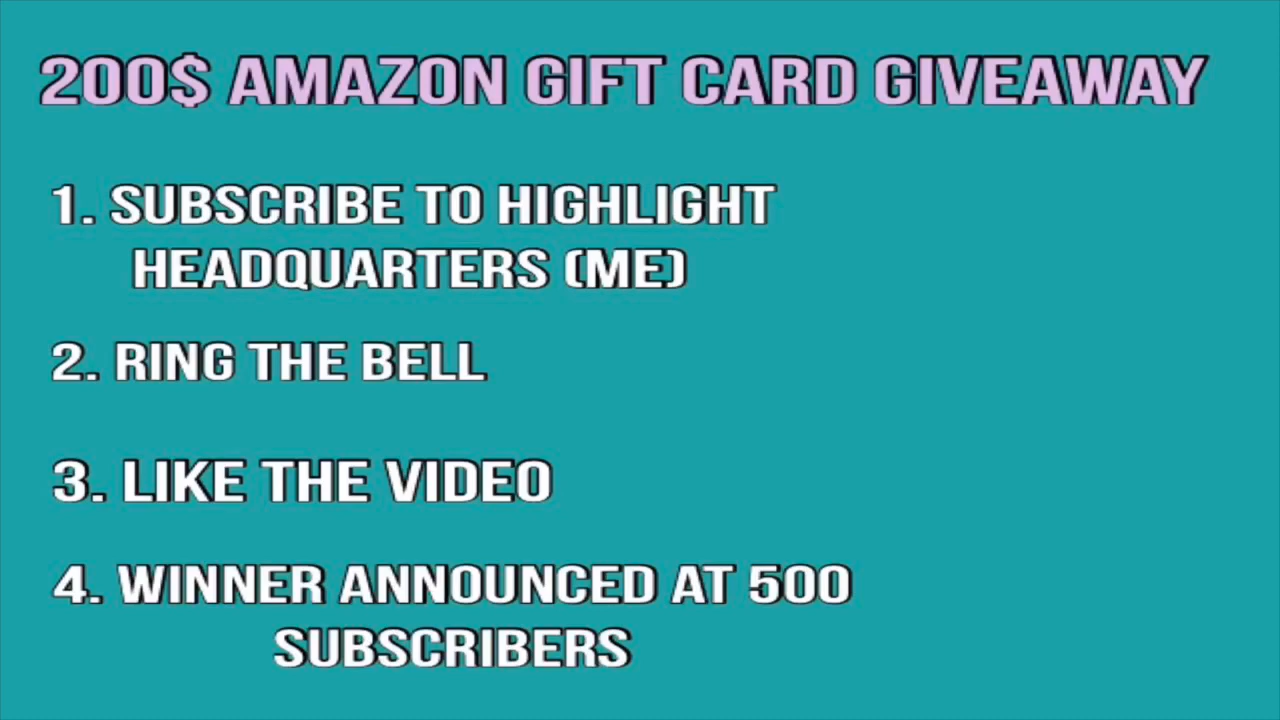 200$ AMAZON GIFT CARD GIVEAWAY
1. SUBSCRIBE TO HIGHLIGHT
HEADQUARTERS (ME)
2. RING THE BELL
3. LIKE THE VIDEO
4. WINNER ANNOUNCED AT 500
SUBSCRIBERS